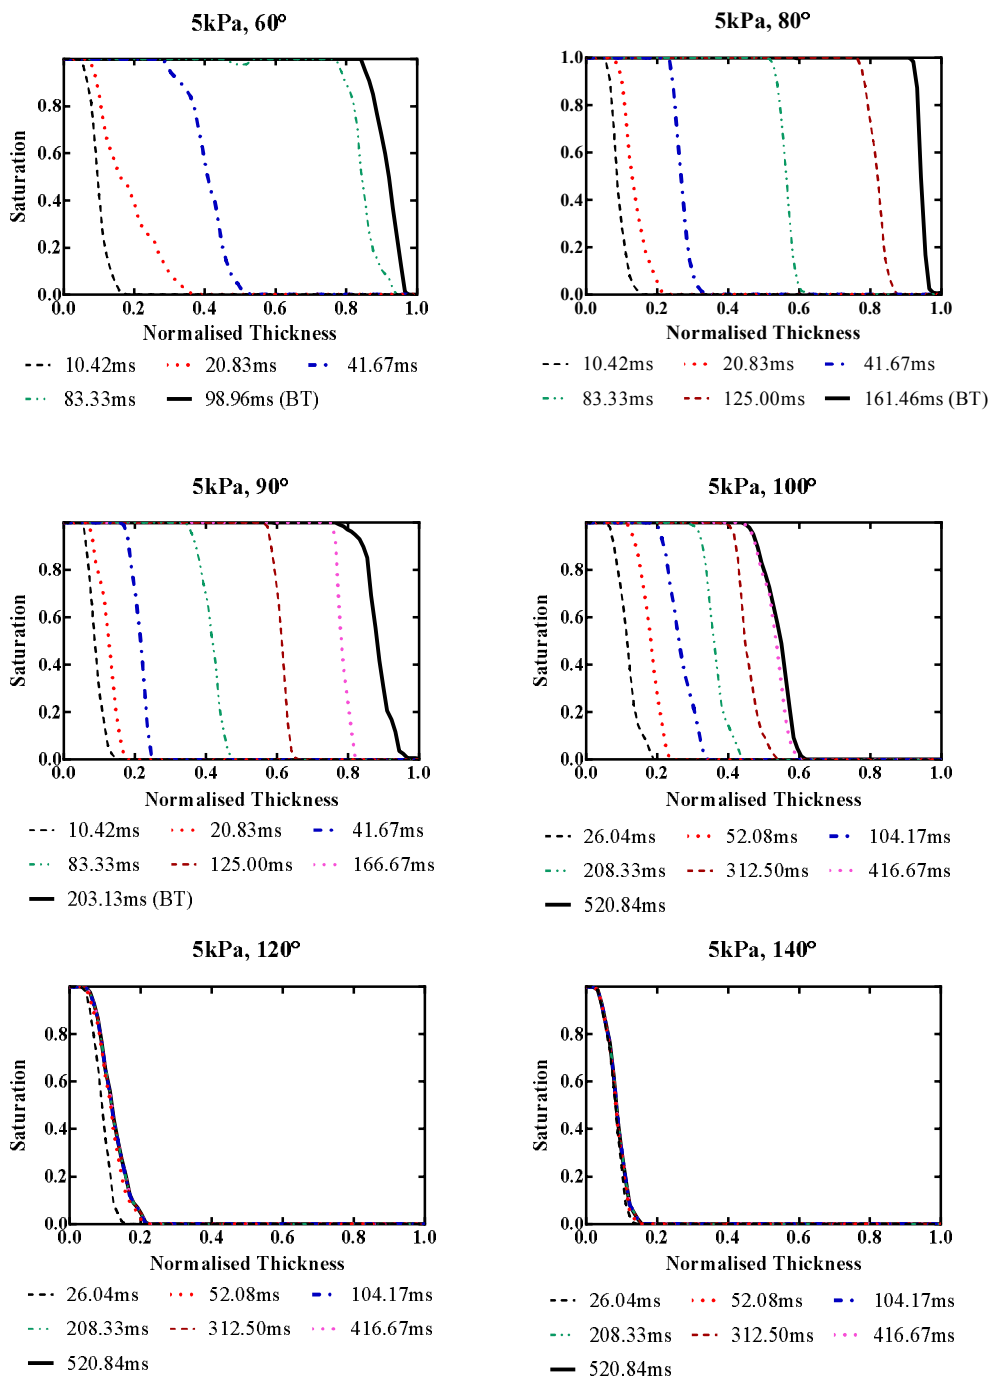 5kPa, 60°
5kPa, 80°
Saturation
0.8
0.6
0.4
0.2
0.0
0.0 0.2 0.4 0.6 0.8 1.0
Normalised Thickness
10.42ms 20.83ms 41.67ms
83.33ms 98.96ms (BT)
1.0
0.8
0.6
0.4
0.2
0.0
0.0 0.2 0.4 0.6 0.8 1.0
Normalised Thickness
10.42ms 20.83ms 41.67ms
83.33ms 125.00ms 161.46ms (BT)
5kPa, 90°
5kPa, 100°
Saturation
0.8
0.6
0.4
0.2
0.0
0.0 0.2 0.4 0.6 0.8 1.0
Normalised Thickness
10.42ms 20.83ms 41.67ms
83.33ms 125.00ms 166.67ms
203.13ms (BT)
Saturation
0.8
0.6
0.4
0.2
0.0
0.0 0.2 0.4 0.6 0.8 1.0
Normalised Thickness
26.04ms 52.08ms 104.17ms
208.33ms 312.50ms 416.67ms
520.84ms
5kPa, 120°
5kPa, 140°
Saturation
0.8
0.6
0.4
0.2
0.0
0.0 0.2 0.4 0.6 0.8 1.0
Normalised Thickness
26.04ms 52.08ms 104.17ms
208.33ms 312.50ms 416.67ms
520.84ms
Saturation
0.8
0.6
0.4
0.2
0.0
0.0 0.2 0.4 0.6 0.8 1.0
Normalised Thickness
26.04ms 52.08ms 104.17ms
208.33ms 312.50ms 416.67ms
520.84ms